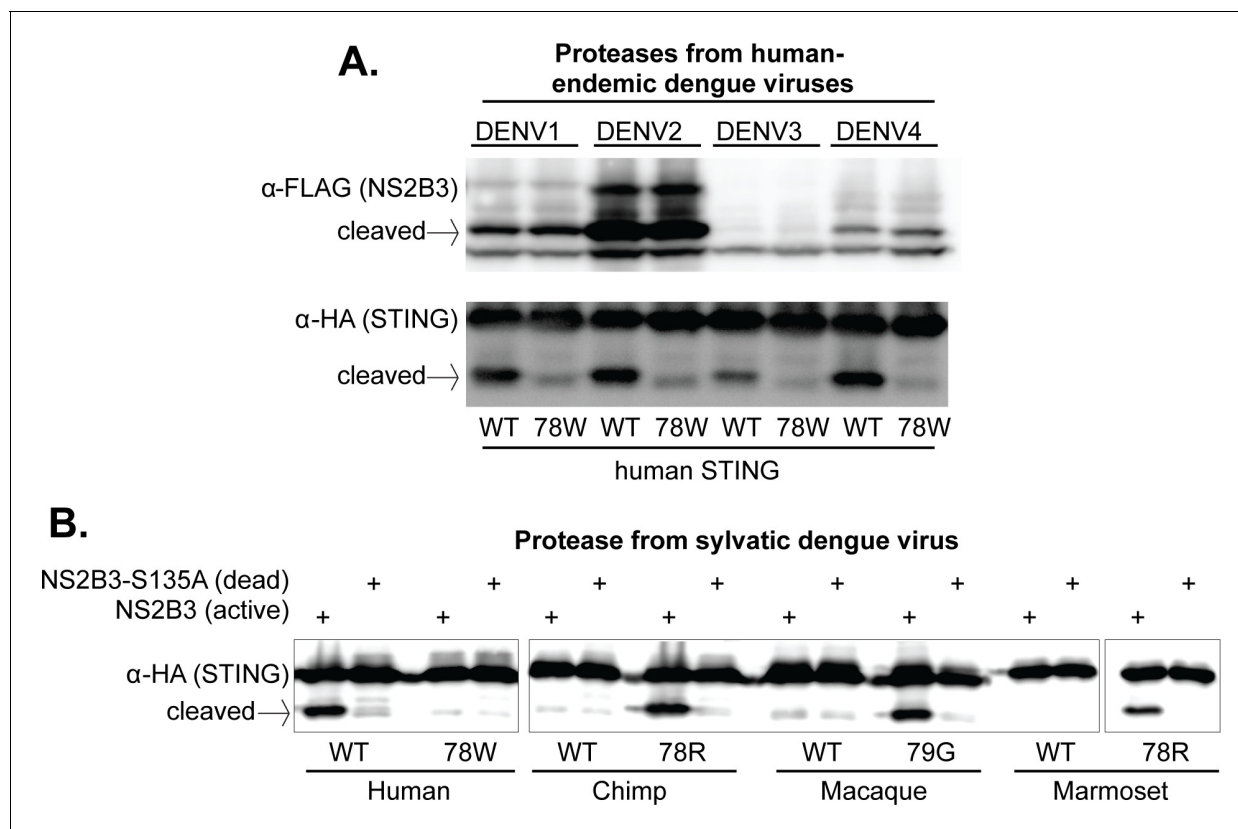 A.
Proteases from human-
endemic dengue viruses
DENV1 DENV2 DENV3 DENV4
α-FLAG (NS2B3)
cleaved
α-HA (STING)
cleaved
WT 78W WT 78W WT 78W WT 78W
human STING
B.
Protease from sylvatic dengue virus
NS2B3-S135A (dead) + + + + + + + +
NS2B3 (active) + + + + + + + +
α-HA (STING)
cleaved
WT 78W WT 78R WT 79G WT 78R
Human Chimp Macaque Marmoset